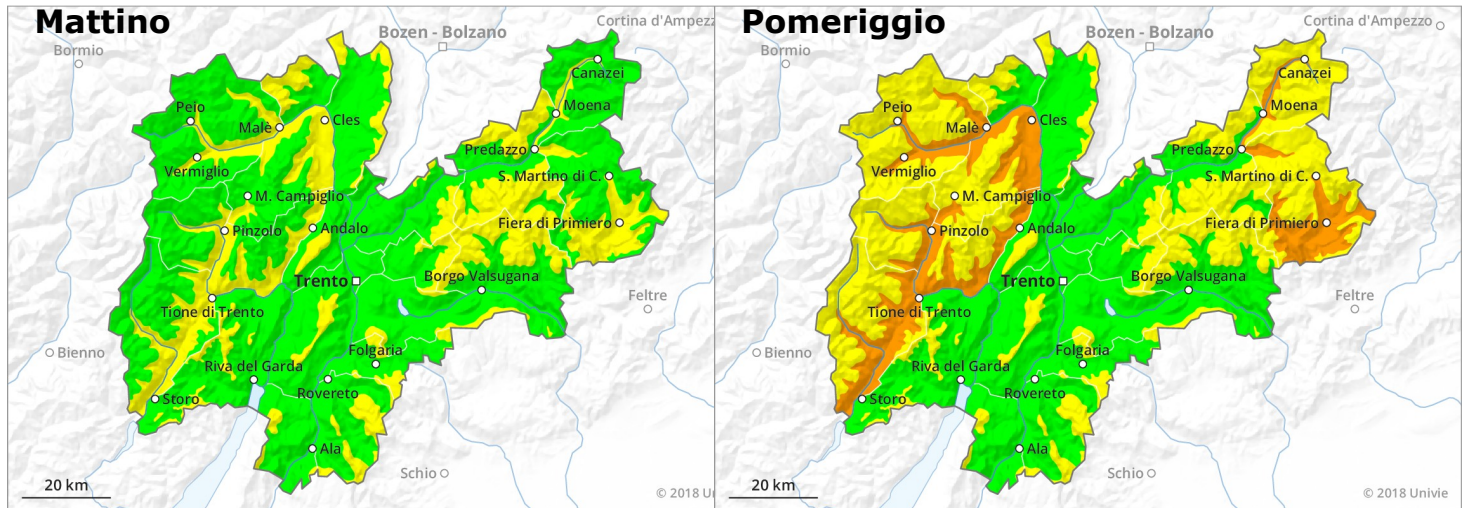 Mattino
Cortina d'Ampez
Bozen - Bolzano
Bormio
Canazei
Peio
Moena
Malè
Cles
Predazzo
Vermiglio
S. Martino di C.
M. Campiglio
Fiera di Primiero
Pinzolo
Andalo
Trento
Borgo Valsugana
Feltre
Tione di Trento
Bienno
Folgaria
Riva del Garda
Rovereto
Storo
Ala
Schio
20 km
© 2018 U
Pomeriggio
Cortina d'Ampezzo
Bozen - Bolzano
Bormio
Canazei
Peio
Moena
Malè
Cles
Predazzo
Vermiglio
S. Martino di C.
M. Campiglio
Fiera di Primiero
Pinzolo
Andalo
Trento
Borgo Valsugana
Feltre
Tione di Trento
Bienno
Folgaria
Riva del Garda
Rovereto
Storo
Ala
Schio
20 km
© 2018 Univie